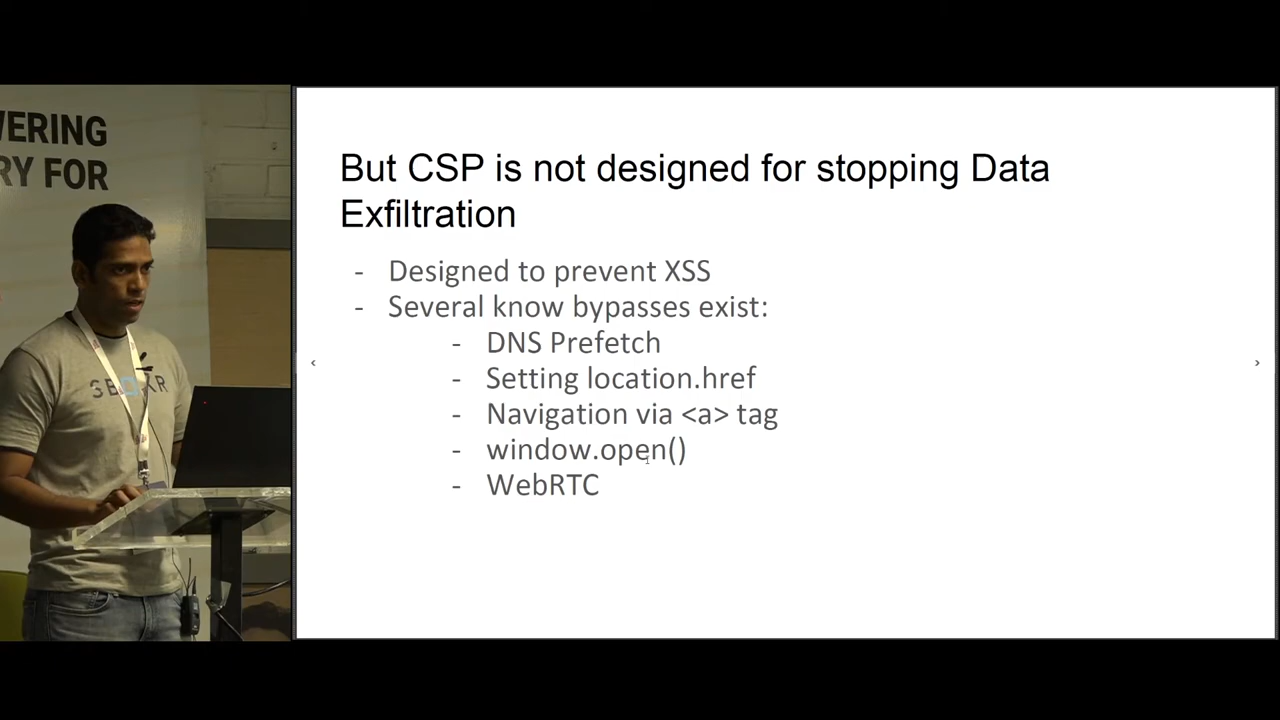 WERING
RY FOR
But CSP is not designed for stopping Data
Exfiltration
- Designed to prevent XSS
- Several know bypasses exist:
- DNS Prefetch
- Setting location.href
- Navigation via <a> tag
- window.open()
- WebRTC